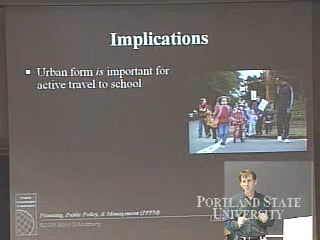 Implications
Urban form is important for
active travel to school
Planning, Public Policy, & Management (PPPM)
PORTLAND STATE
UNIVERSITY